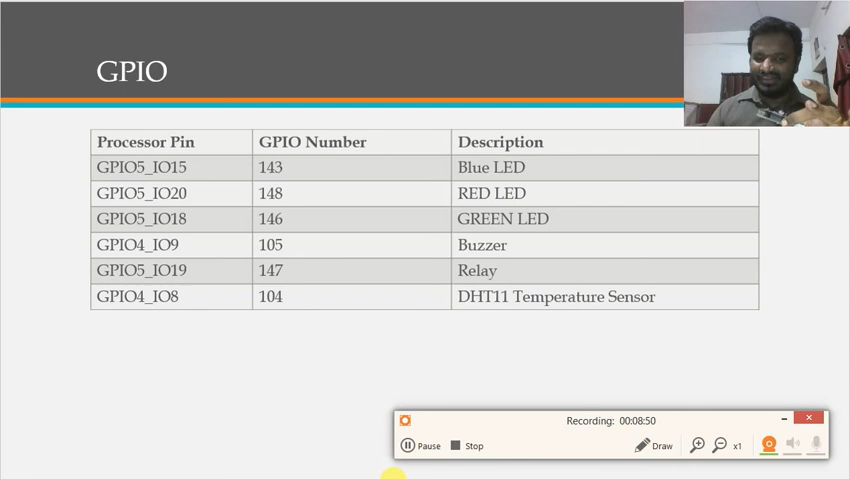 GPIO
Processor Pin GPIO Number Description
GPIO5_IO15 143 Blue LED
GPIO5_IO20 148 RED LED
GPIO5_IO18 146 GREEN LED
GPIO4_IO9 105 Buzzer
GPIO5_IO19 147 Relay
GPIO4_IO8 104 DHT11 Temperature Sensor
Recording: 00:08:50
Pause Stop Draw x1